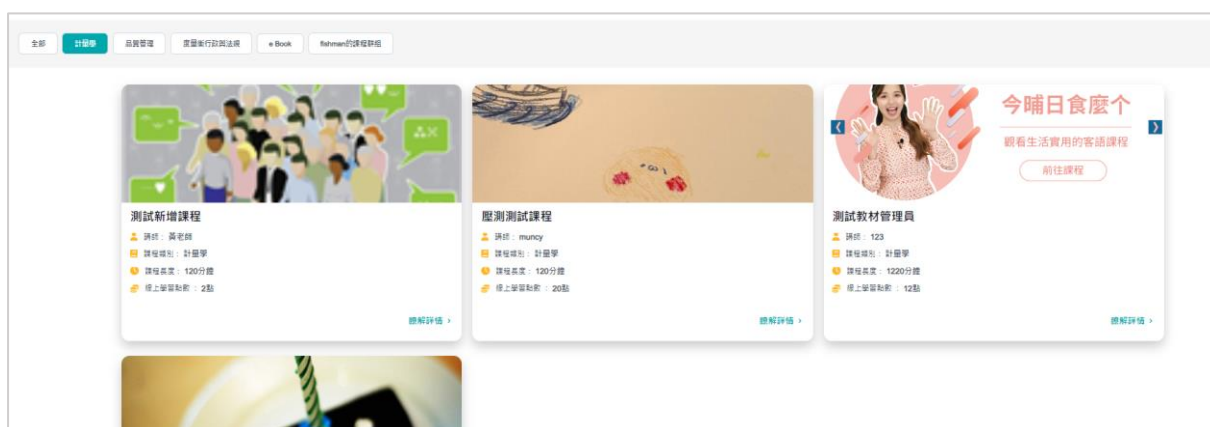 全部 計量學 品質管理 度量衡行政與法規 e Book fishman的課程群組
今晡日食麼个
觀看生活實用的客語課程
前往課程
測試新增課程
講師： 黃老師
課程類別： 計量學
課程長度： 120分鐘
線上學習點數 ： 2點
瞭解詳情 ›
壓測測試課程
講師： muncy
課程類別： 計量學
課程長度： 120分鐘
線上學習點數 ： 20點
瞭解詳情 ›
測試教材管理員
講師： 123
課程類別： 計量學
課程長度： 1220分鐘
線上學習點數 ： 12點
瞭解詳情 ›